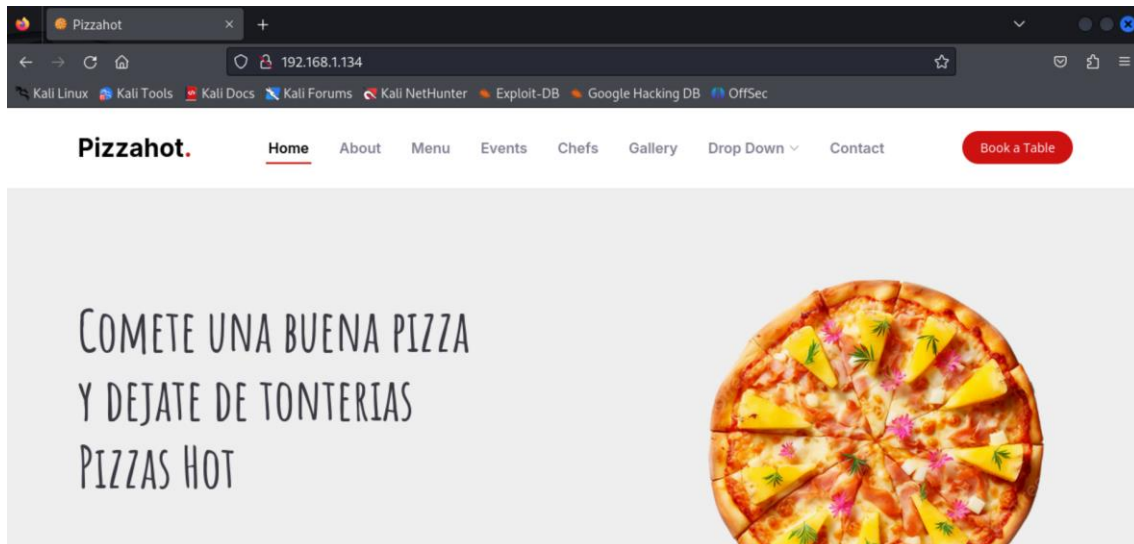 Pizzahot
192.168.1.134
Kali Linux Kali Tools Kali Docs Kali Forums Kali NetHunter Exploit-DB Google Hacking DB OffSec
Pizzahot. Home About Menu Events Chefs Gallery Drop Down Contact Book a Table
COMETE UNA BUENA PIZZA
Y DEJATE DE TONTERIAS
PIZZAS HOT